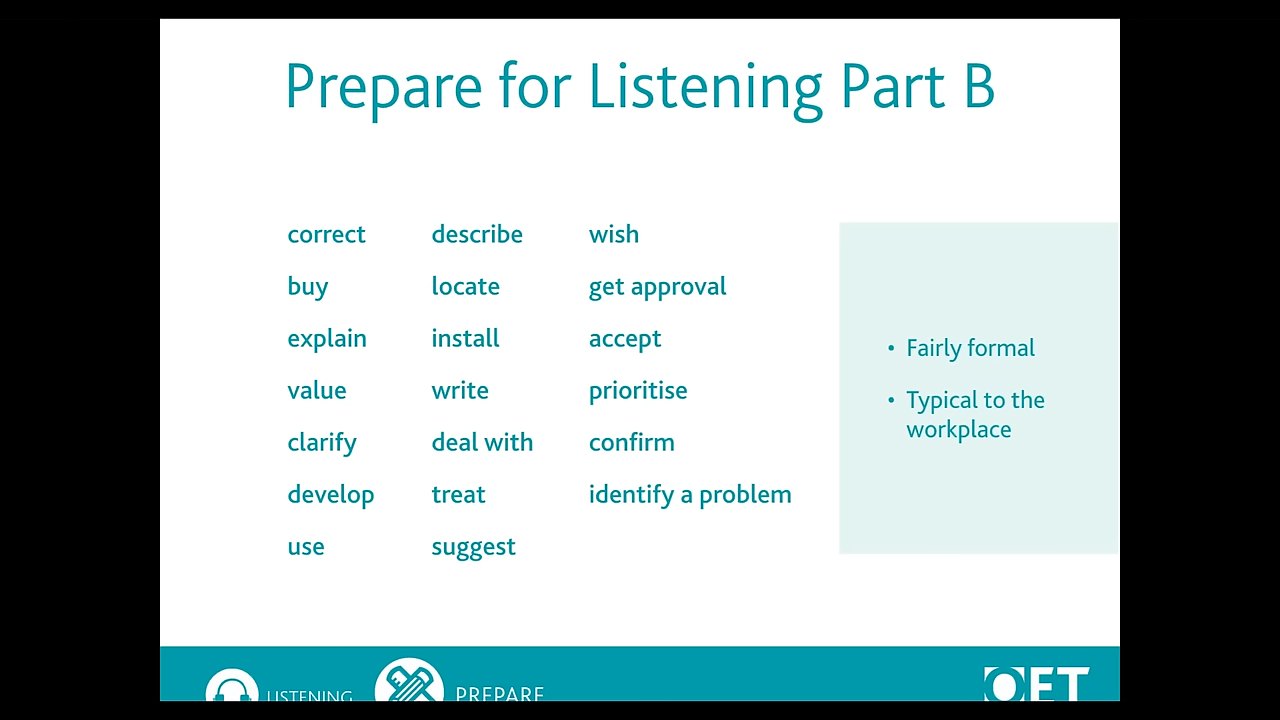 Prepare for Listening Part B
correct describe wish
buy locate get approval
explain install accept
value write prioritise
clarify deal with confirm
develop treat identify a problem
use suggest
• Fairly formal
• Typical to the
workplace
LISTENING PREPARE OET